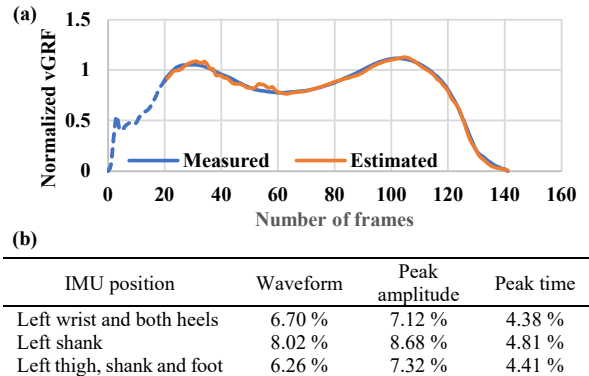 (a)
Normalized vGRF
1.5
1
0.5
0
Measured Estimated
0 20 40 60 80 100 120 140 160
Number of frames
(b)
IMU position Waveform Peak amplitude Peak time
Left wrist and both heels 6.70 % 7.12 % 4.38 %
Left shank 8.02 % 8.68 % 4.81 %
Left thigh, shank and foot 6.26 % 7.32 % 4.41 %